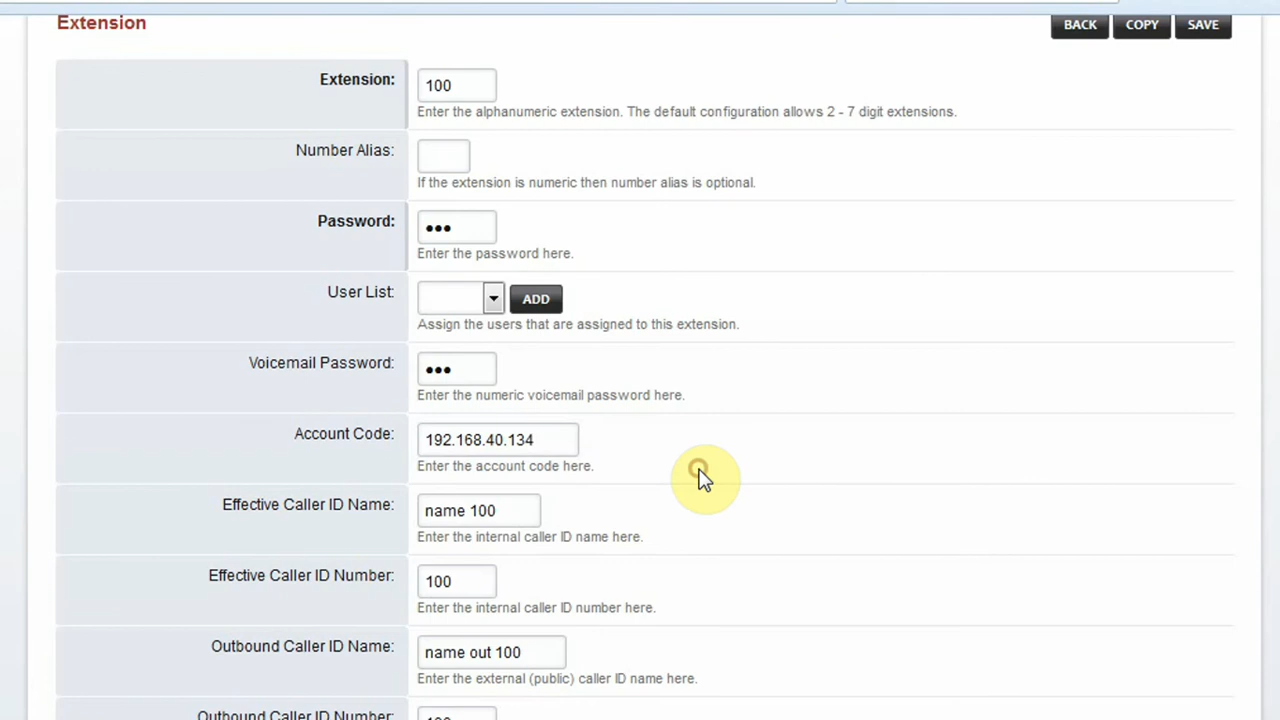 Extension
BACK COPY SAVE
Extension: 100
Enter the alphanumeric extension. The default configuration allows 2 - 7 digit extensions.
Number Alias:
If the extension is numeric then number alias is optional.
Password: •••
Enter the password here.
User List: ADD
Assign the users that are assigned to this extension.
Voicemail Password: •••
Enter the numeric voicemail password here.
Account Code: 192.168.40.134
Enter the account code here.
Effective Caller ID Name: name 100
Enter the internal caller ID name here.
Effective Caller ID Number: 100
Enter the internal caller ID number here.
Outbound Caller ID Name: name out 100
Enter the external (public) caller ID name here.
Outbound Caller ID Number: 100